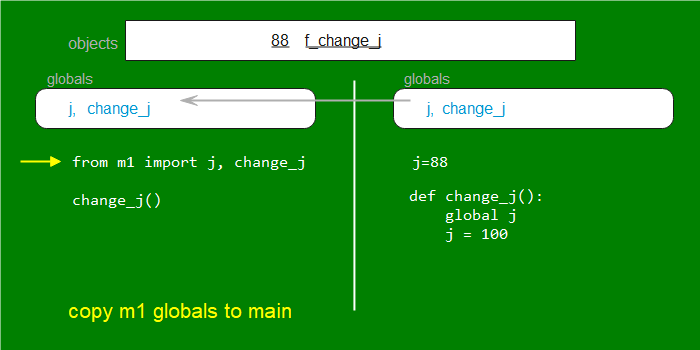 objects
88 f_change_j
globals
j, change_j
globals
j, change_j
from m1 import j, change_j
change_j()
j=88
def change_j():
    global j
    j = 100
copy m1 globals to main